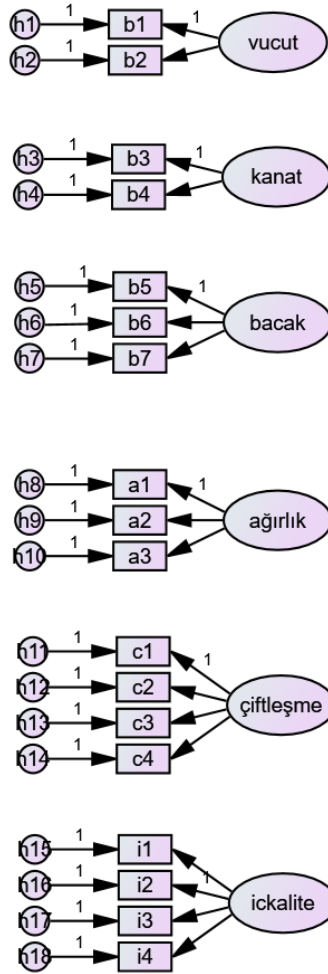 h1 1 b1 1
h2 1 b2
vucut
h3 1 b3 1
h4 1 b4
kanat
h5 1 b5 1
h6 1 b6
h7 1 b7
bacak
h8 1 a1 1
h9 1 a2
h10 1 a3
ağırlık
h11 1 c1 1
h12 1 c2
h13 1 c3
h14 1 c4
çiftleşme
h15 1 i1
h16 1 i2 1
h17 1 i3
h18 1 i4
ickalite